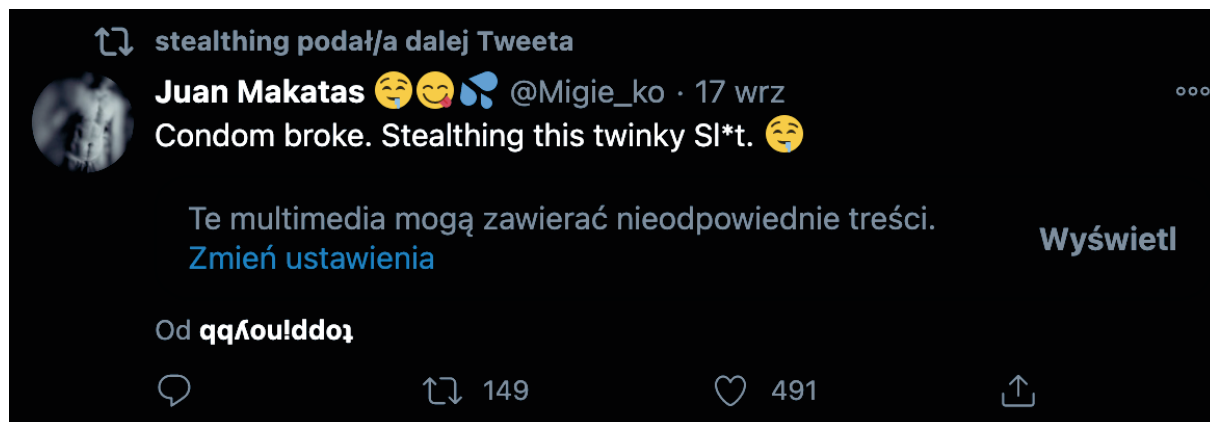 stealthing podał/a dalej Tweeta
Juan Makatas 🤤😋💦 @Migie_ko · 17 wrz
Condom broke. Stealthing this twinky Sl*t. 🤤
Te multimedia mogą zawierać nieodpowiednie treści.
Wyświetl
Zmień ustawienia
Od qqʎou!ddoʇ
149 491